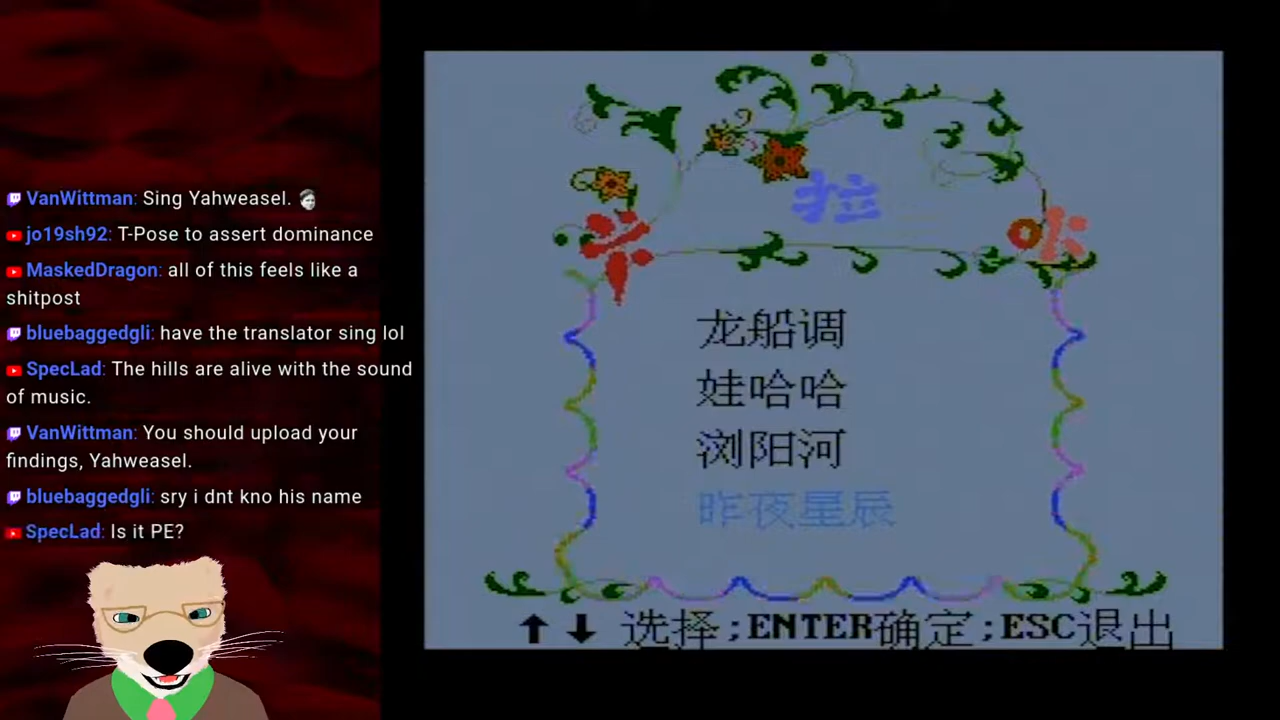 VanWittman: Sing Yahweasel.
jo19sh92: T-Pose to assert dominance
MaskedDragon: all of this feels like a
shitpost
bluebaggedgli: have the translator sing lol
SpecLad: The hills are alive with the sound
of music.
VanWittman: You should upload your
findings, Yahweasel.
bluebaggedgli: sry i dnt kno his name
SpecLad: Is it PE?
拉
OK
龙船调
娃哈哈
浏阳河
昨夜星辰
↑ ↓ 选择;ENTER确定;ESC退出